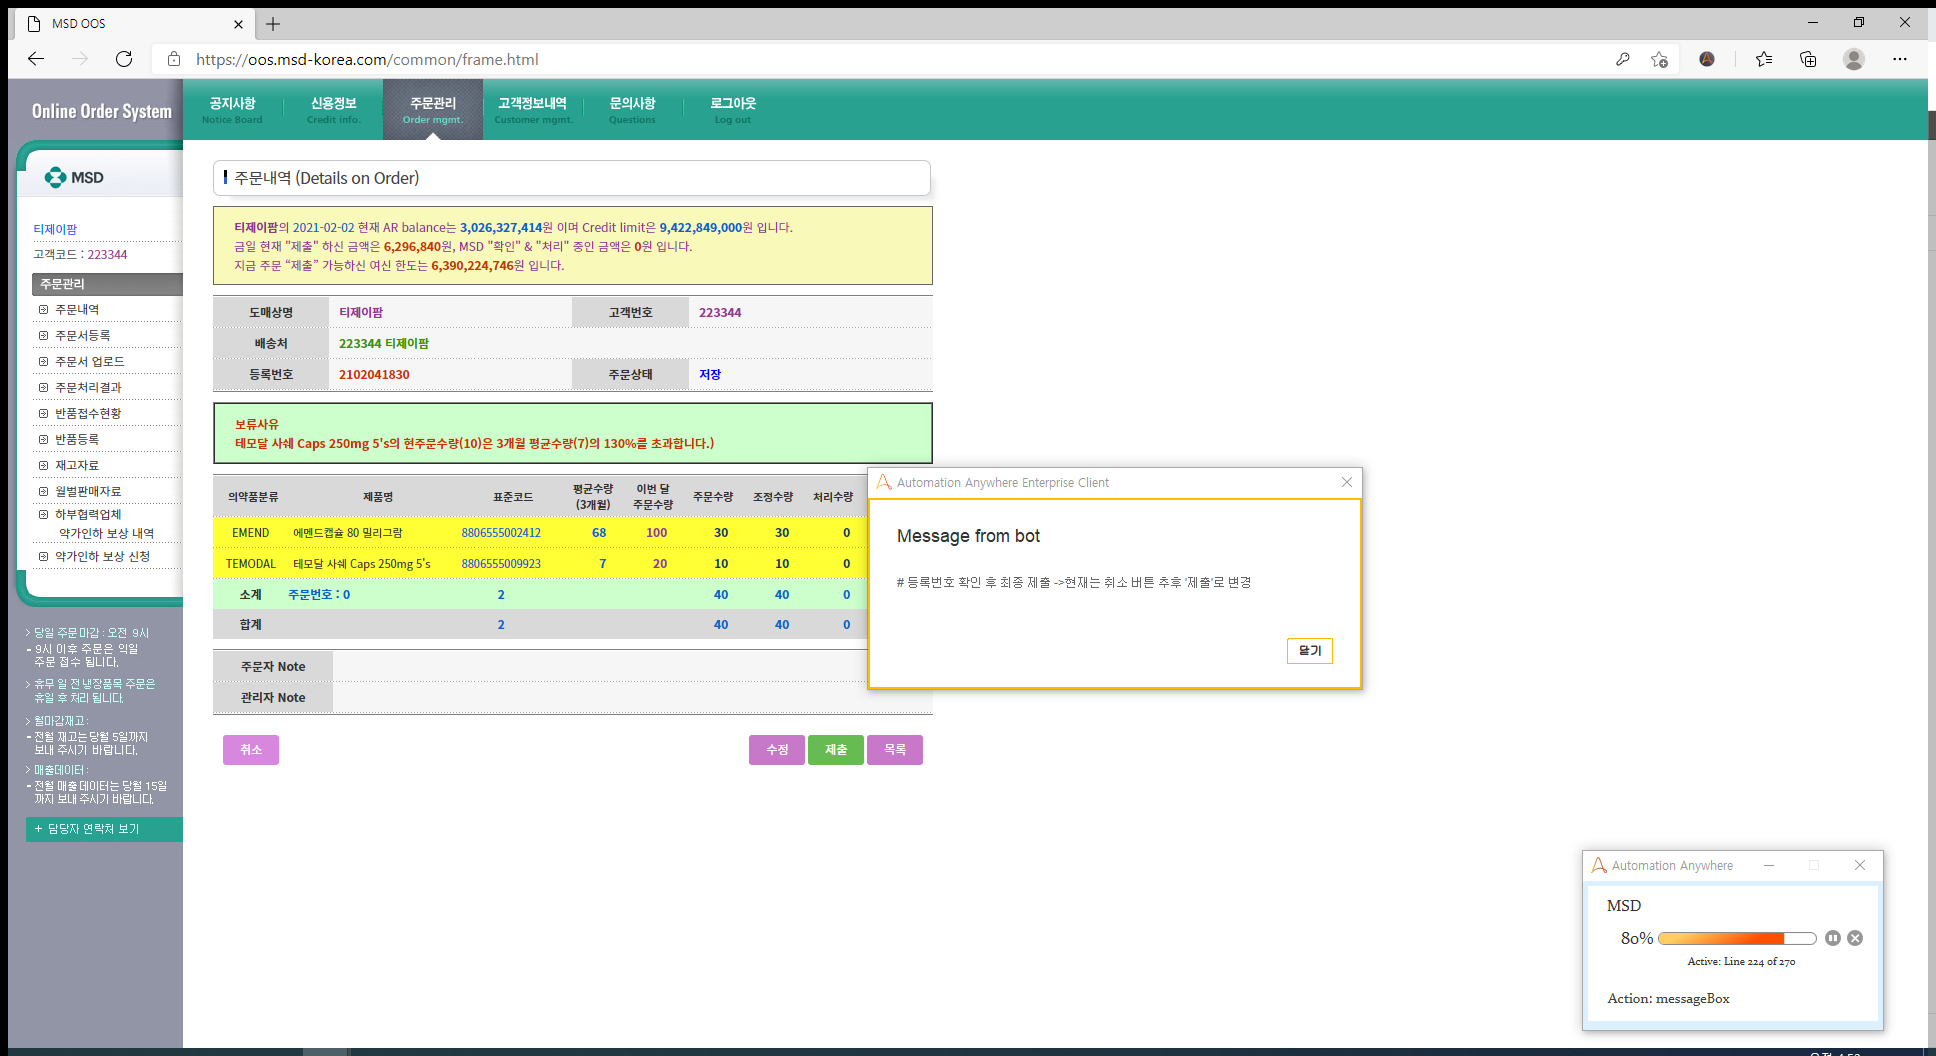 MSD OOS
https://oos.msd-korea.com/common/frame.html
Online Order System
공지사항
Notice Board
신용정보
Credit info.
주문관리
Order mgmt.
고객정보내역
Customer mgmt.
문의사항
Questions
로그아웃
Log out
MSD
티제이팜
고객코드 : 223344
주문관리
주문내역
주문서등록
주문서 업로드
주문처리결과
반품접수현황
반품등록
재고자료
월별판매자료
하부협력업체
약가인하 보상 내역
약가인하 보상 신청
> 당일 주문 마감 : 오전 9시
- 9시 이후 주문은 익일
주문 접수 됩니다.
> 휴무 일 전 냉장품목 주문은
휴일 후 처리 됩니다.
> 월마감재고 :
- 전월 재고는 당월 5일까지
보내 주시기 바랍니다.
> 매출데이터 :
- 전월 매출 데이터는 당월 15일
까지 보내 주시기 바랍니다.
+ 담당자 연락처 보기
주문내역 (Details on Order)
티제이팜의 2021-02-02 현재 AR balance는 3,026,327,414원 이며 Credit limit은 9,422,849,000원 입니다.
금일 현재 "제출" 하신 금액은 6,296,840원, MSD "확인" & "처리" 중인 금액은 0원 입니다.
지금 주문 “제출” 가능하신 여신 한도는 6,390,224,746원 입니다.
도매상명 티제이팜 고객번호 223344
배송처 223344 티제이팜
등록번호 2102041830 주문상태 저장
보류사유
테모달 사쉐 Caps 250mg 5's의 현주문수량(10)은 3개월 평균수량(7)의 130%를 초과합니다.)
의약품분류 제품명 표준코드 평균수량 (3개월) 이번 달 주문수량 주문수량 조정수량 처리수량
EMEND 에멘드캡슐 80 밀리그람 8806555002412 68 100 30 30 0
TEMODAL 테모달 사쉐 Caps 250mg 5's 8806555009923 7 20 10 10 0
소계 주문번호 : 0 2 40 40 0
합계 2 40 40 0
주문자 Note
관리자 Note
취소 수정 제출 목록
Automation Anywhere Enterprise Client
Message from bot
# 등록번호 확인 후 최종 제출 ->현재는 취소 버튼 추후 '제출'로 변경
닫기
Automation Anywhere
MSD
80%
Active: Line 224 of 270
Action: messageBox